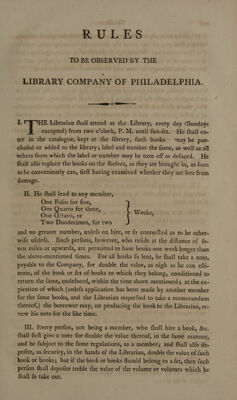 RULES
TO BE OBSERVED BY THE
LIBRARY COMPANY OF PHILADELPHIA.
I. THE Librarian shall attend at the Library, every day (Sundays
excepted) from two o'clock, P. M. until sun-set. He shall en-
ter in the catalogue, kept at the library, such books may be pur-
chased or added to the library; label and number the same, as well as all
others from which the label or number may be torn off or defaced. He
shall also replace the books on the shelves, as they are brought in, as soon
as he conveniently can, first having examined whether they are free from
damage.
II. He shall lend to any member,
One Folio for five,
One Quarto for three,
One Octavo, or
Two Duodecimos, for two
} Weeks,
and no greater number, unless on hire, or so connected as to be other-
wise useless. Such persons, however, who reside at the distance of se-
ven miles or upwards, are permitted to have books one week longer than
the above-mentioned times. For all books so lent, he shall take a note,
payable to the Company, for double the value, as nigh as he can esti-
mate, of the book or set of books to which they belong, conditioned to
return the same, undefaced, within the time above mentioned; at the ex-
piration of which (unless application has been made by another member
for the same books, and the Librarian requested to take a memorandum
thereof,) the borrower may, on producing the book to the Librarian, re-
new his note for the like time.
III. Every person, not being a member, who shall hire a book, &c.
shall first give a note for double the value thereof, in the same manner,
and be subject to the same regulations, as a member; and shall also de-
posite, as security, in the hands of the Librarian, double the value of such
book or books; but if the book or books should belong to a set, then such
person shall deposite treble the value of the volume or volumes which he
shall so take out.